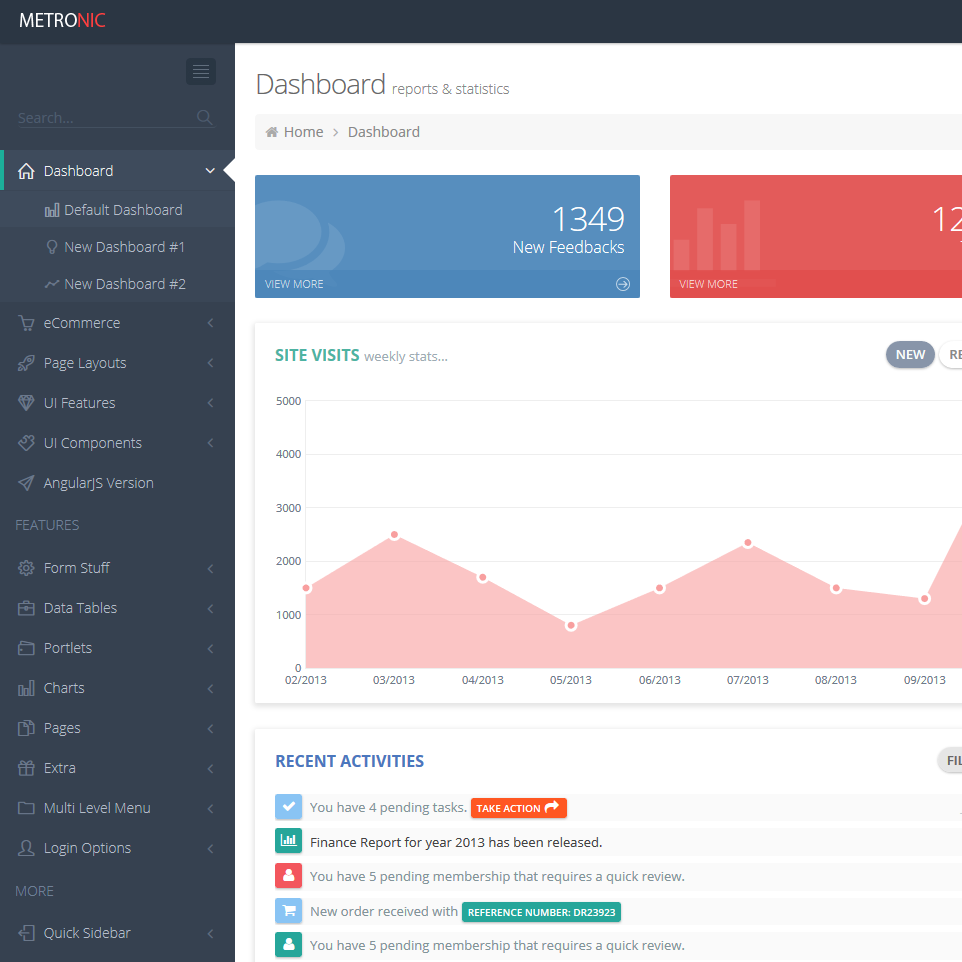 METRONIC
Search...
Dashboard
Default Dashboard
New Dashboard #1
New Dashboard #2
eCommerce
Page Layouts
UI Features
UI Components
AngularJS Version
FEATURES
Form Stuff
Data Tables
Portlets
Charts
Pages
Extra
Multi Level Menu
Login Options
MORE
Quick Sidebar
Dashboard reports & statistics
Home > Dashboard
1349
New Feedbacks
VIEW MORE
12
VIEW MORE
SITE VISITS weekly stats...
NEW
RE
5000
4000
3000
2000
1000
0
02/2013 03/2013 04/2013 05/2013 06/2013 07/2013 08/2013 09/2013
RECENT ACTIVITIES
FIL
You have 4 pending tasks. TAKE ACTION
Finance Report for year 2013 has been released.
You have 5 pending membership that requires a quick review.
New order received with REFERENCE NUMBER: DR23923
You have 5 pending membership that requires a quick review.